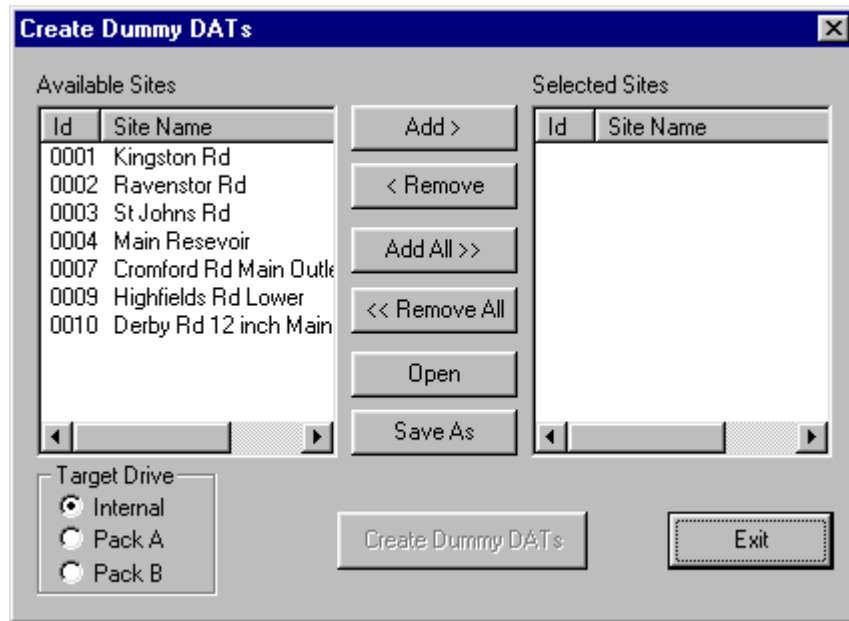 Create Dummy DATs
Available Sites
Selected Sites
Id Site Name
0001 Kingston Rd
0002 Ravenstor Rd
0003 St Johns Rd
0004 Main Resevoir
0007 Cromford Rd Main Outle
0009 Highfields Rd Lower
0010 Derby Rd 12 inch Main
Add >
< Remove
Add All >>
<< Remove All
Open
Save As
Id Site Name
Target Drive
Internal
Pack A
Pack B
Create Dummy DATs
Exit